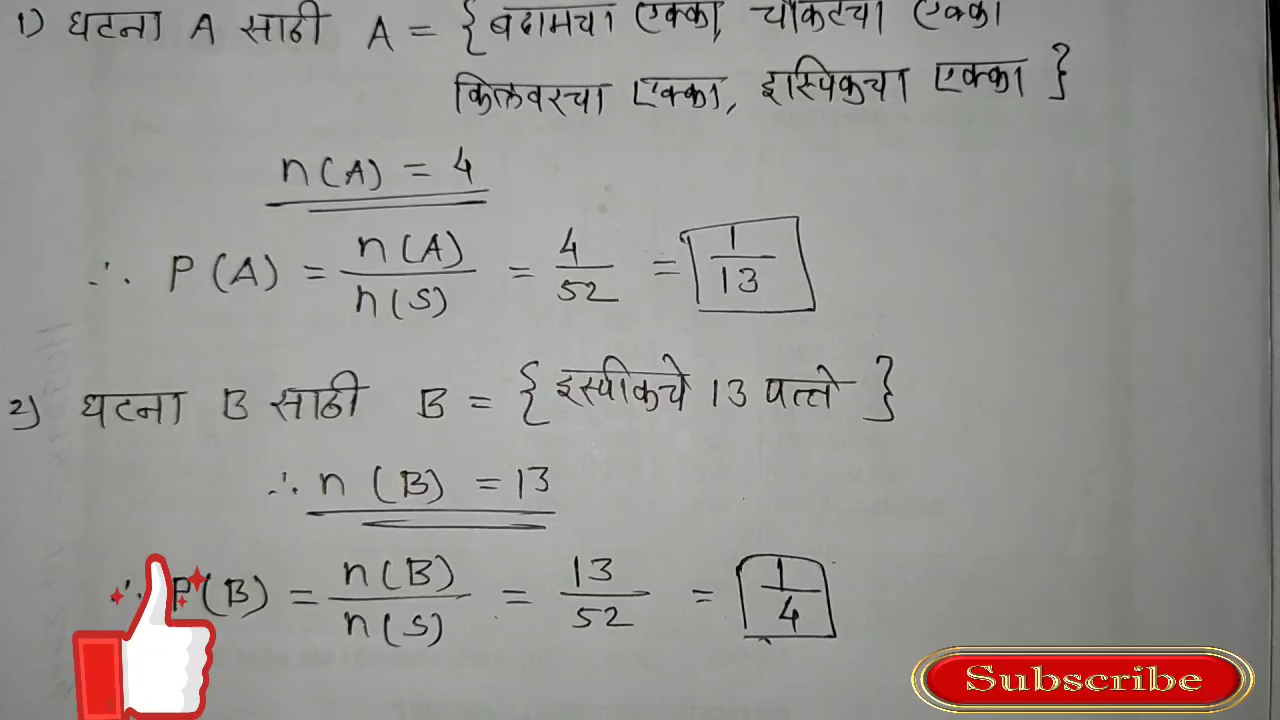 1) घटना A साठी A = { बदामचा एक्का, चौकटचा एक्का
किलवरचा एक्का, इस्पिकचा एक्का }
n(A) = 4
∴ P(A) = n(A)/n(S) = 4/52 = 1/13
2) घटना B साठी B = { इस्पीकचे 13 पत्ते }
∴ n(B) = 13
∴ P(B) = n(B)/n(S) = 13/52 = 1/4
Subscribe